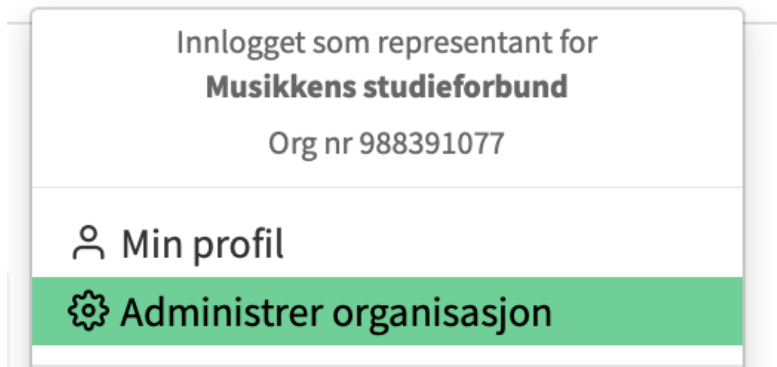 Innlogget som representant for
Musikkens studieforbund
Org nr 988391077
Min profil
Administrer organisasjon